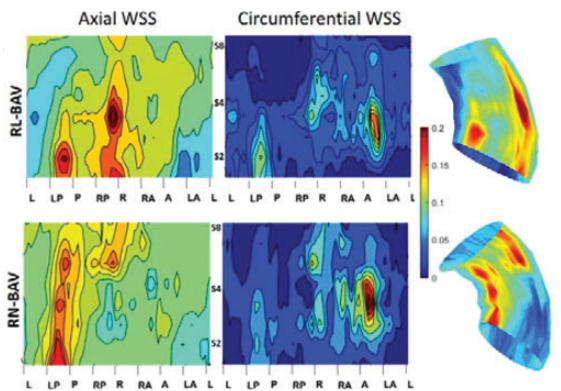 Axial WSS Circumferential WSS
RL-BAV
S8
S4
S2
L LP P RP R RA A LA L
L LP P RP R RA A LA L
0.2
0.15
0.1
0.05
0
RN-BAV
S8
S4
S2
L LP P RP R RA A LA L
L LP P RP R RA A LA L